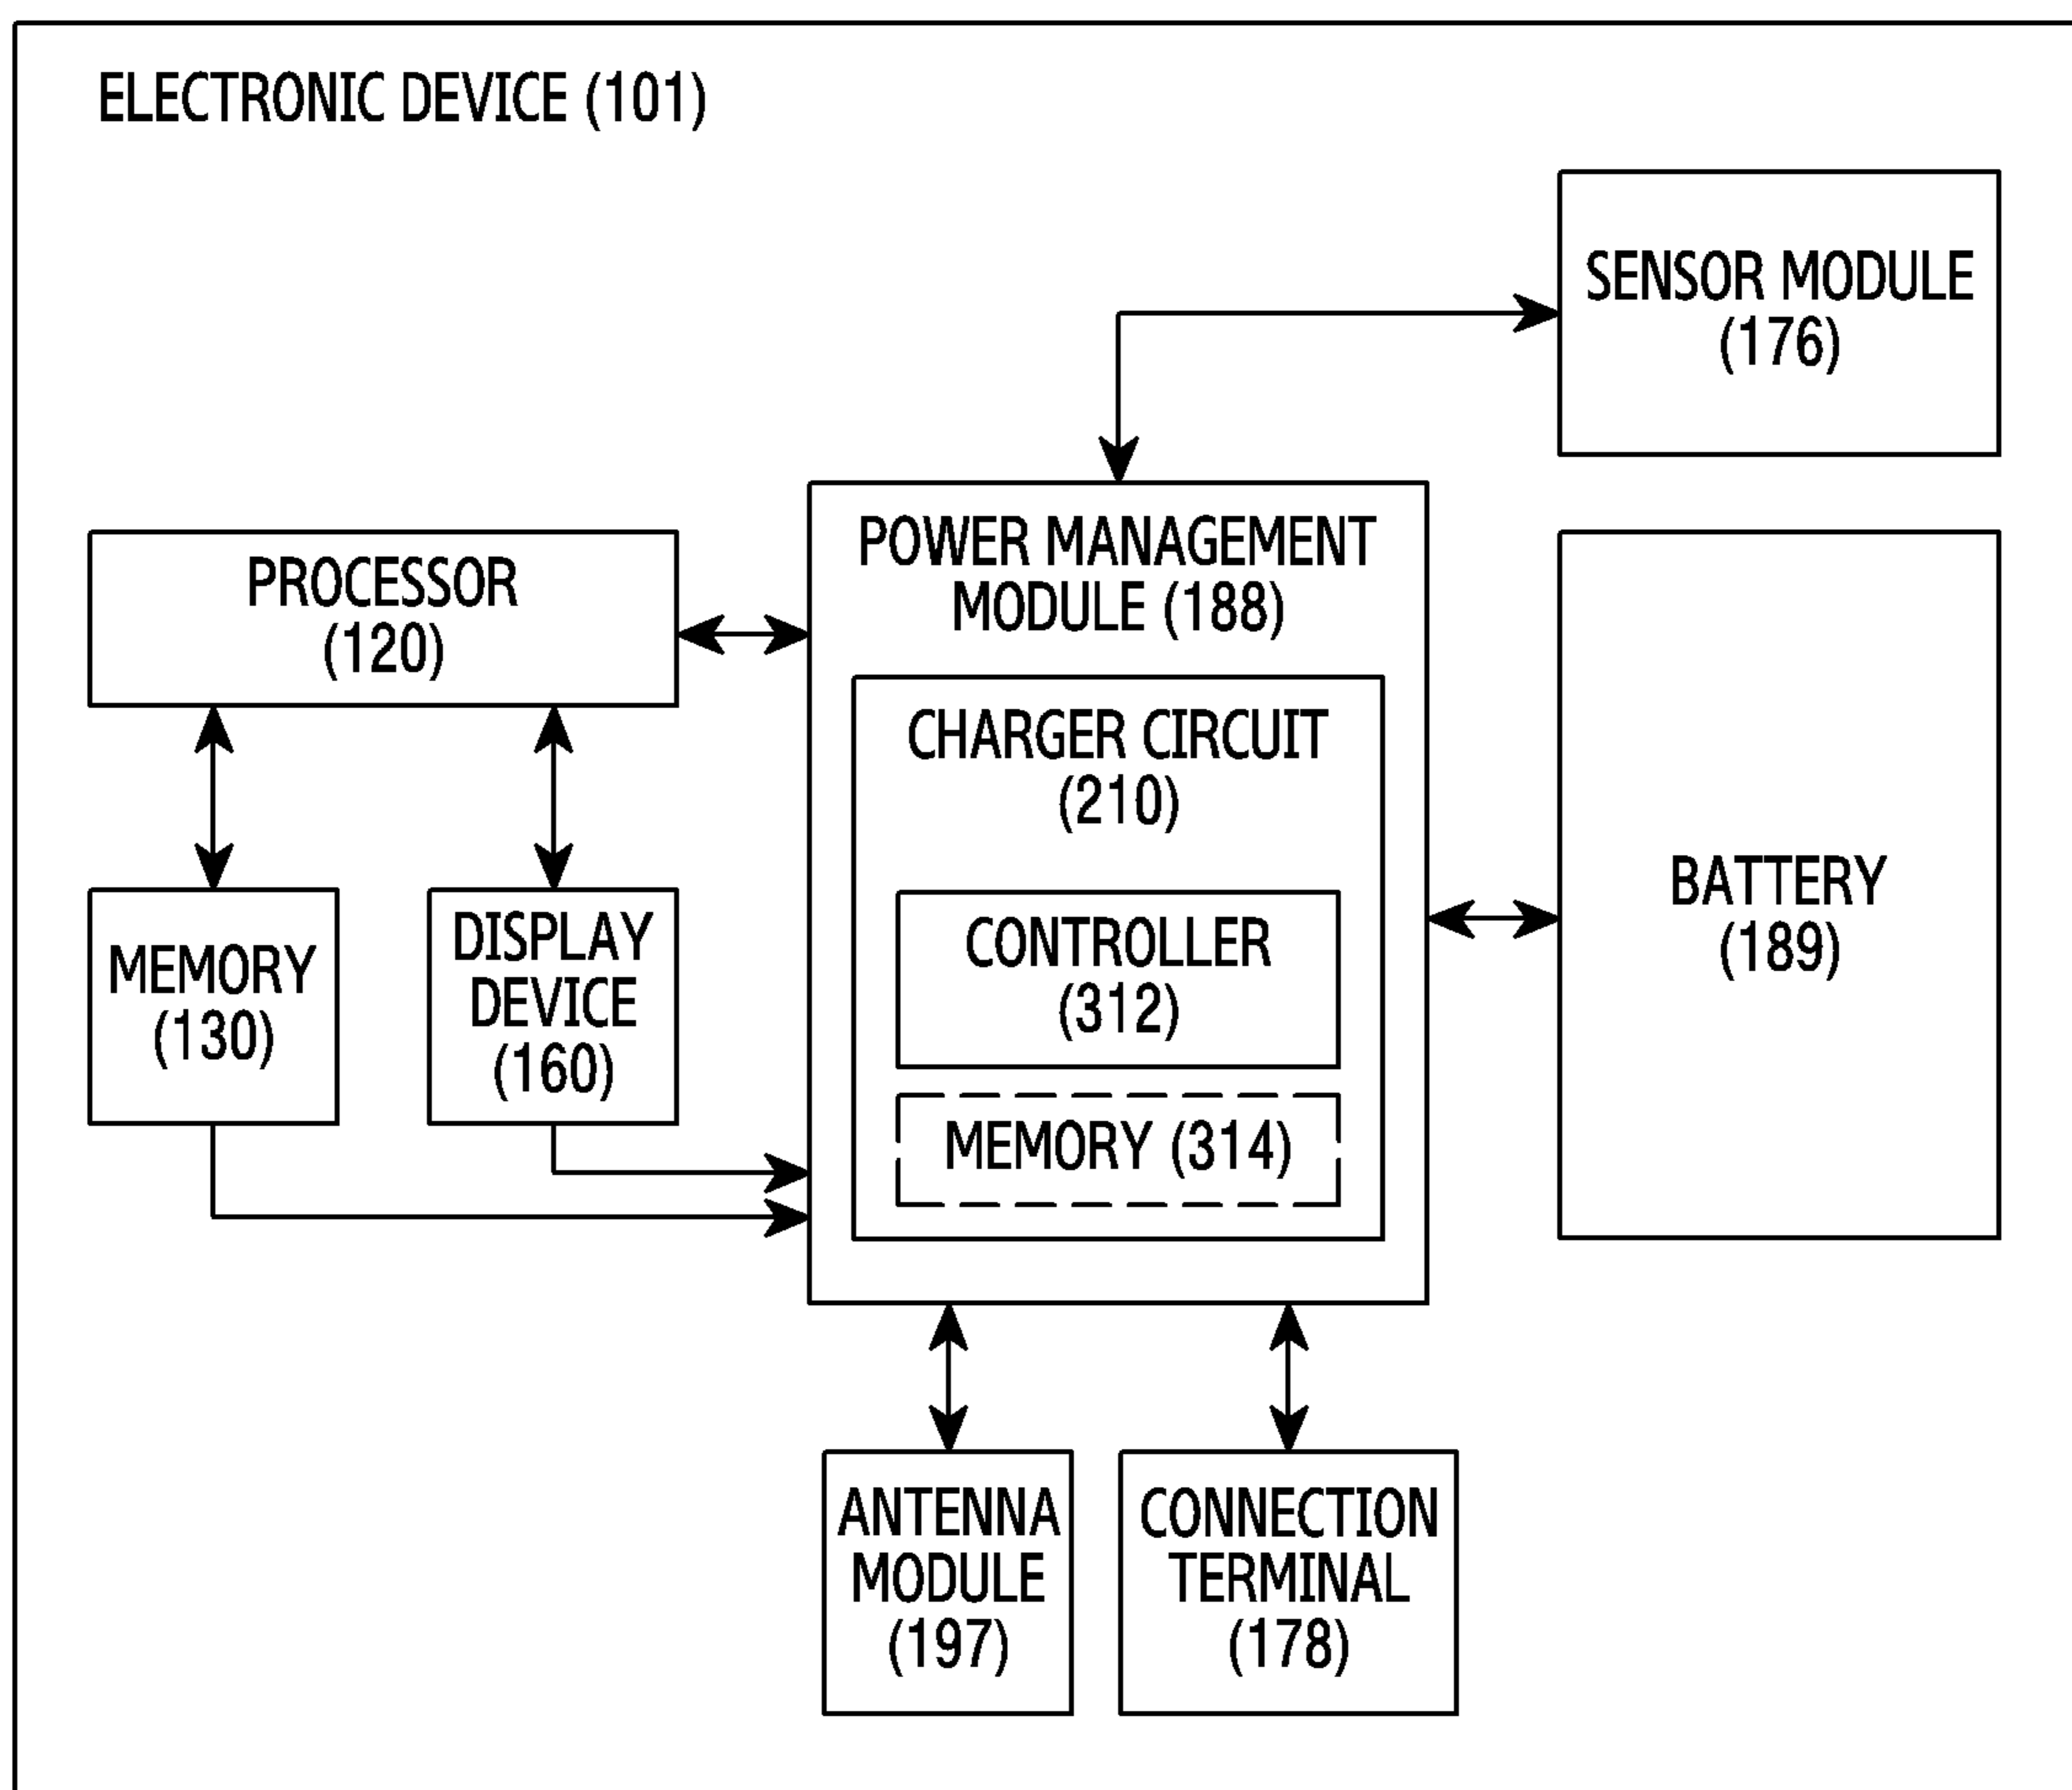 ELECTRONIC DEVICE (101)
SENSOR MODULE
(176)
POWER MANAGEMENT
MODULE (188)
PROCESSOR
(120)
CHARGER CIRCUIT
(210)
BATTERY
(189)
CONTROLLER
(312)
MEMORY
(130)
DISPLAY
DEVICE
(160)
MEMORY (314)
ANTENNA
MODULE
(197)
CONNECTION
TERMINAL
(178)